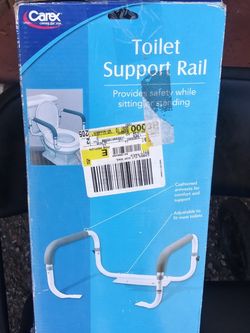 Carex
Toilet
Support Rail
Provides safety while
sitting or standing
Cushioned
armrests for
comfort and
support
Adjustable to
fit most toilets